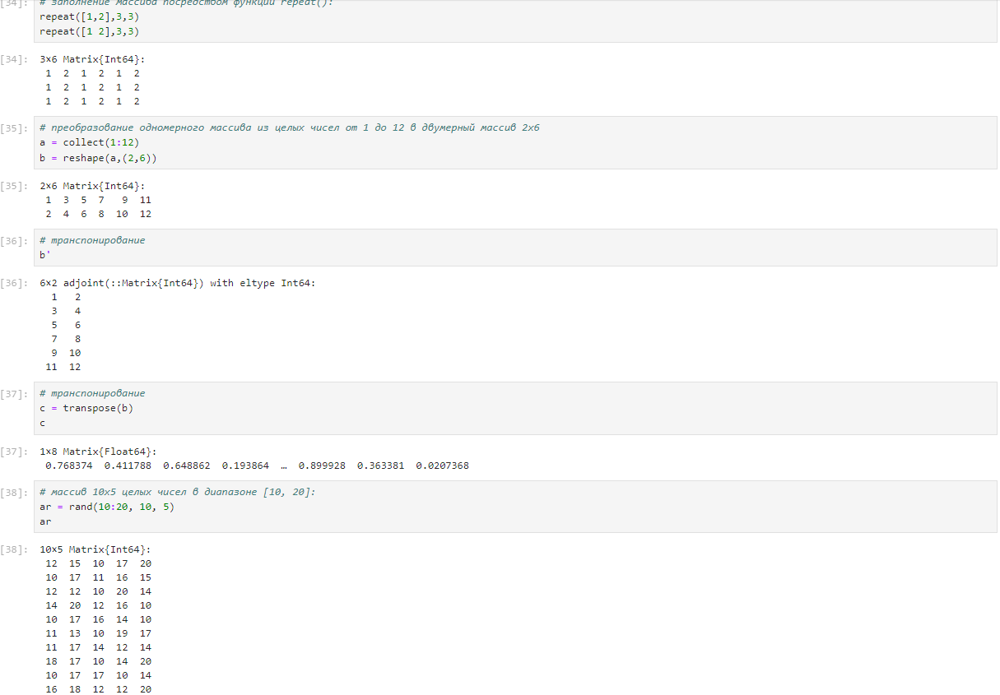 [34]: # заполнение массива посредством функции repeat():
repeat([1,2],3,3)
repeat([1 2],3,3)
[34]: 3×6 Matrix{Int64}:
1 2 1 2 1 2
1 2 1 2 1 2
1 2 1 2 1 2
[35]: # преобразование одномерного массива из целых чисел от 1 до 12 в двумерный массив 2x6
a = collect(1:12)
b = reshape(a,(2,6))
[35]: 2×6 Matrix{Int64}:
1 3 5 7 9 11
2 4 6 8 10 12
[36]: # транспонирование
b'
[36]: 6×2 adjoint(::Matrix{Int64}) with eltype Int64:
1 2
3 4
5 6
7 8
9 10
11 12
[37]: # транспонирование
c = transpose(b)
c
[37]: 1×8 Matrix{Float64}:
0.768374 0.411788 0.648862 0.193864 … 0.899928 0.363381 0.0207368
[38]: # массив 10x5 целых чисел в диапазоне [10, 20]:
ar = rand(10:20, 10, 5)
ar
[38]: 10×5 Matrix{Int64}:
12 15 10 17 20
10 17 11 16 15
12 12 10 20 14
14 20 12 16 10
10 17 16 14 10
11 13 10 19 17
11 17 14 12 14
18 17 10 14 20
10 17 17 10 14
16 18 12 12 20